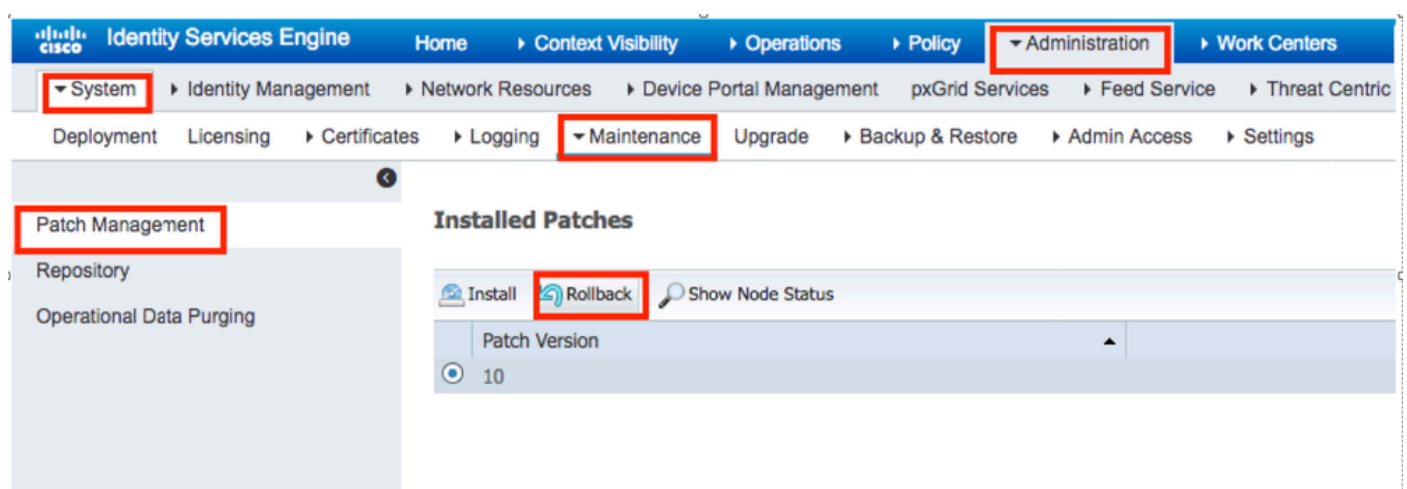 cisco Identity Services Engine Home Context Visibility Operations Policy Administration Work Centers
System Identity Management Network Resources Device Portal Management pxGrid Services Feed Service Threat Centric
Deployment Licensing Certificates Logging Maintenance Upgrade Backup & Restore Admin Access Settings
Patch Management
Repository
Operational Data Purging
Installed Patches
Install Rollback Show Node Status
Patch Version
10